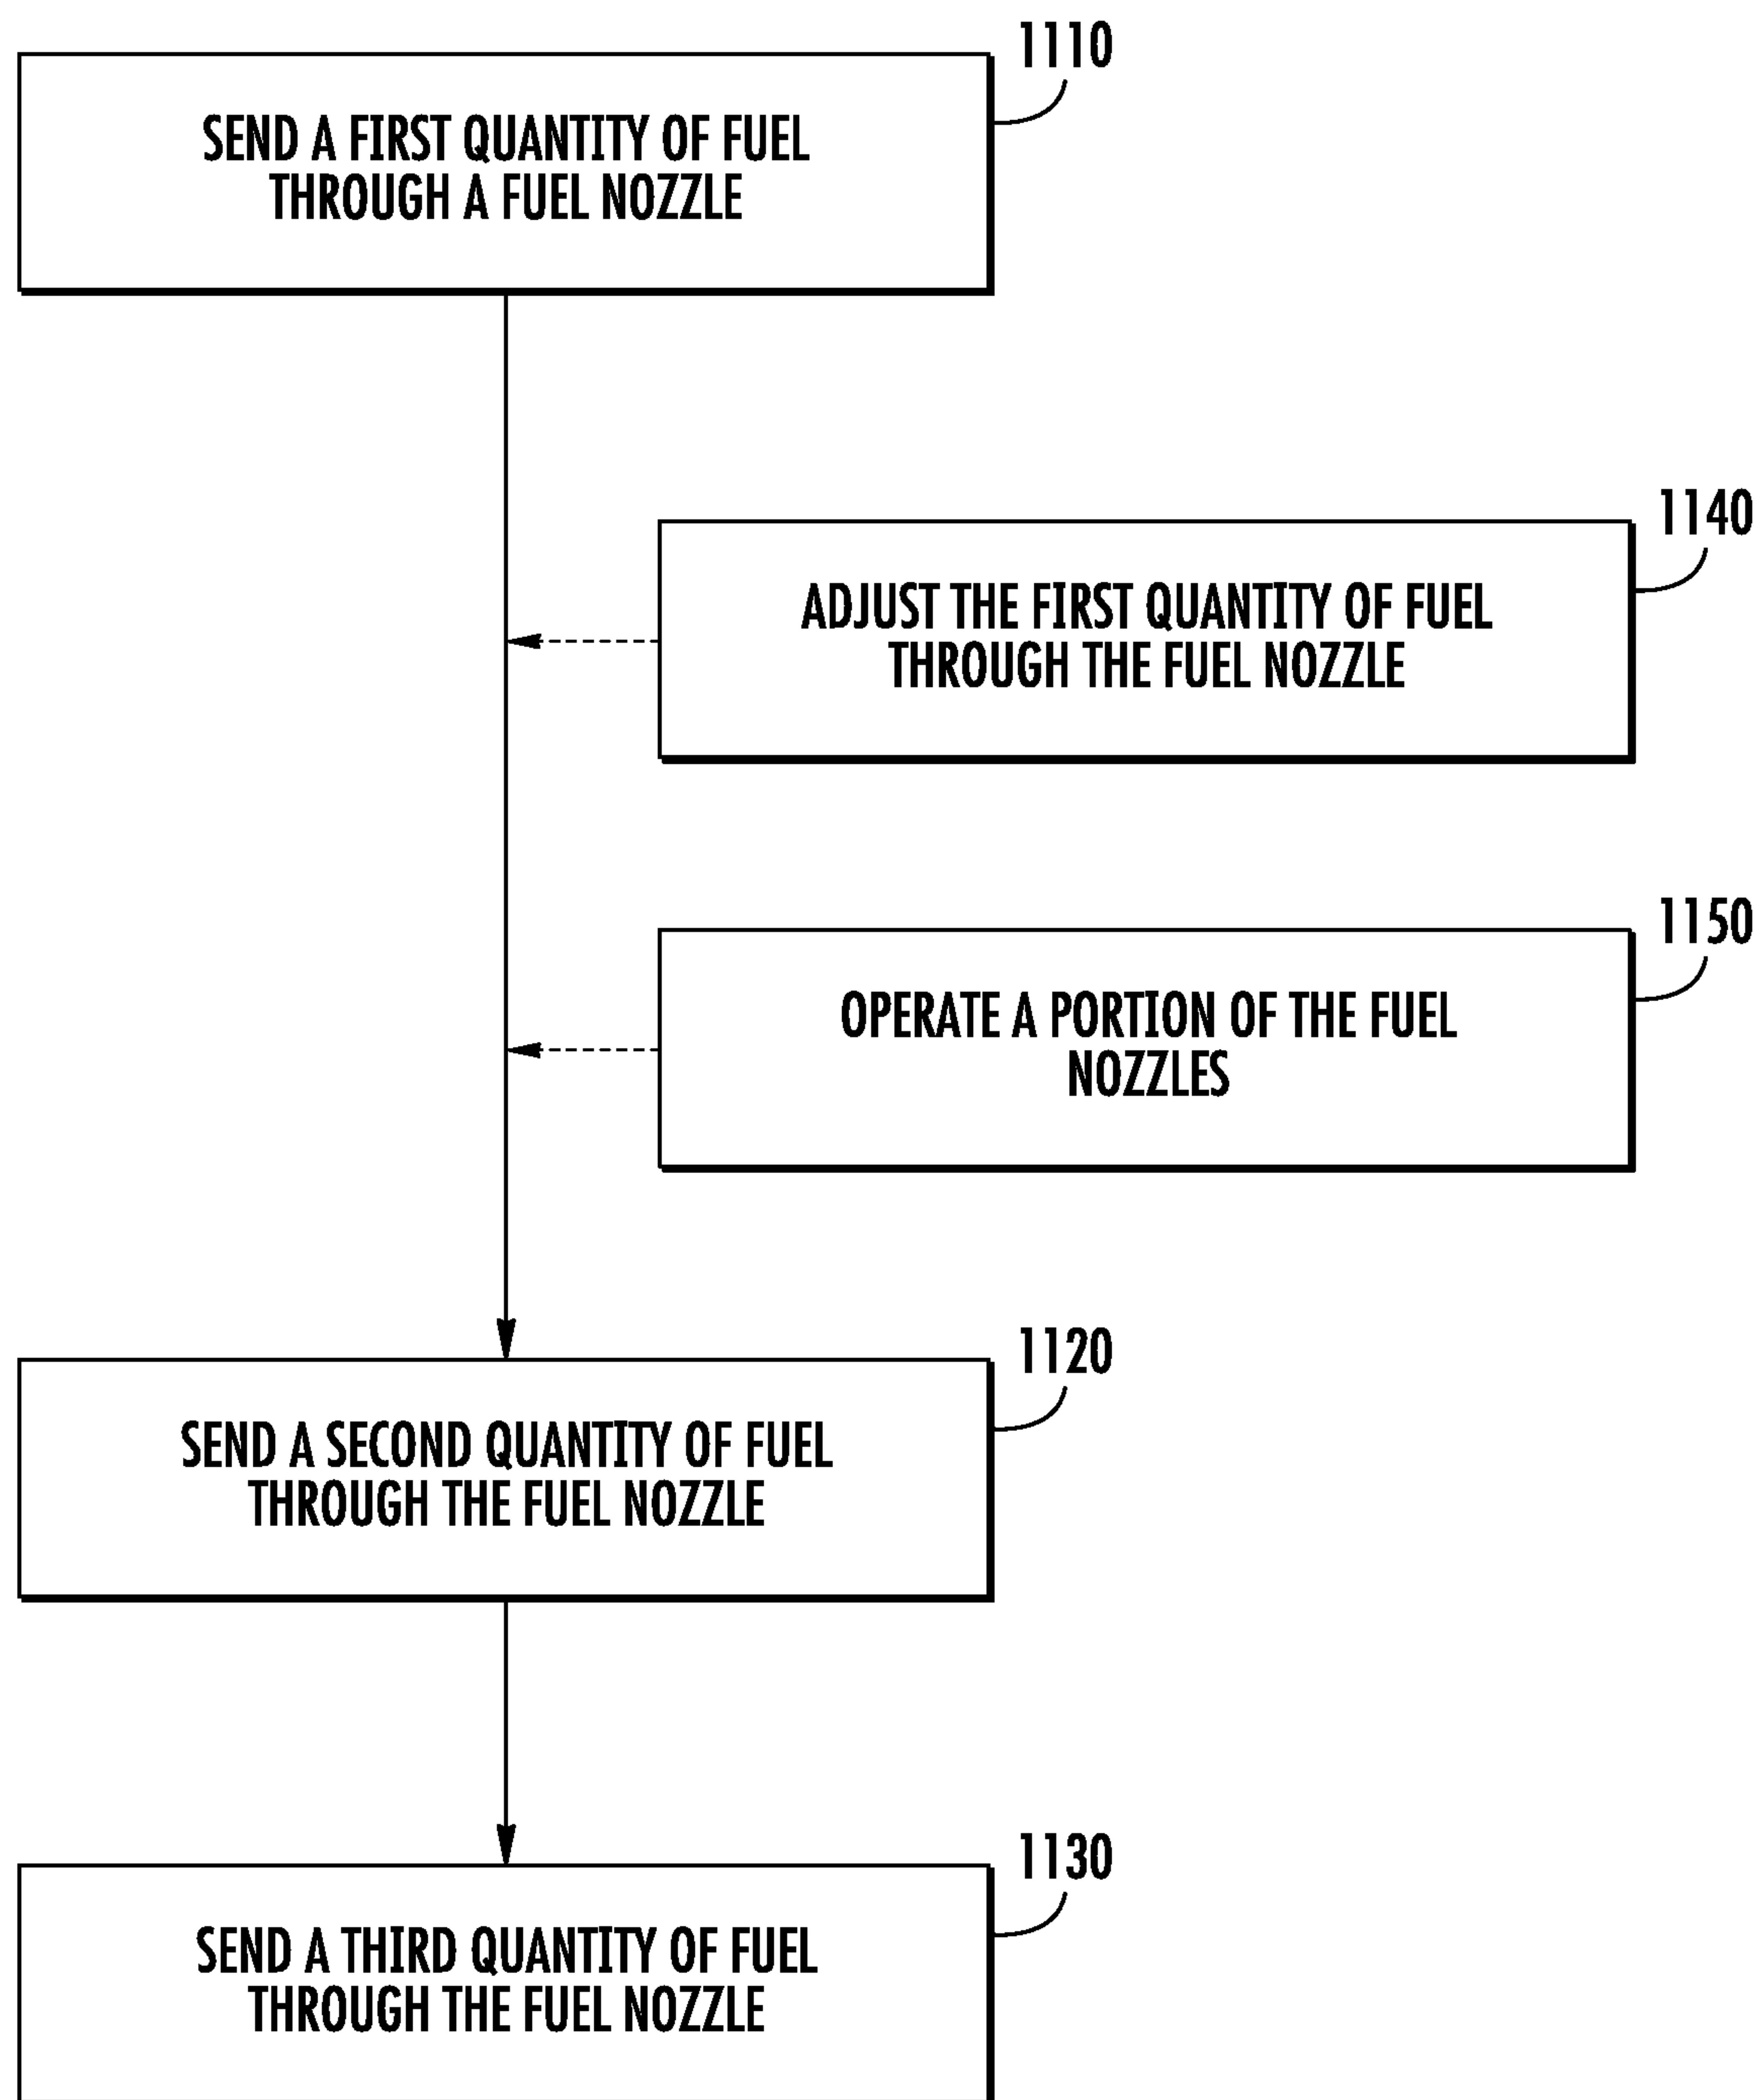 1110
SEND A FIRST QUANTITY OF FUEL
THROUGH A FUEL NOZZLE
1140
ADJUST THE FIRST QUANTITY OF FUEL
THROUGH THE FUEL NOZZLE
1150
OPERATE A PORTION OF THE FUEL
NOZZLES
1120
SEND A SECOND QUANTITY OF FUEL
THROUGH THE FUEL NOZZLE
1130
SEND A THIRD QUANTITY OF FUEL
THROUGH THE FUEL NOZZLE